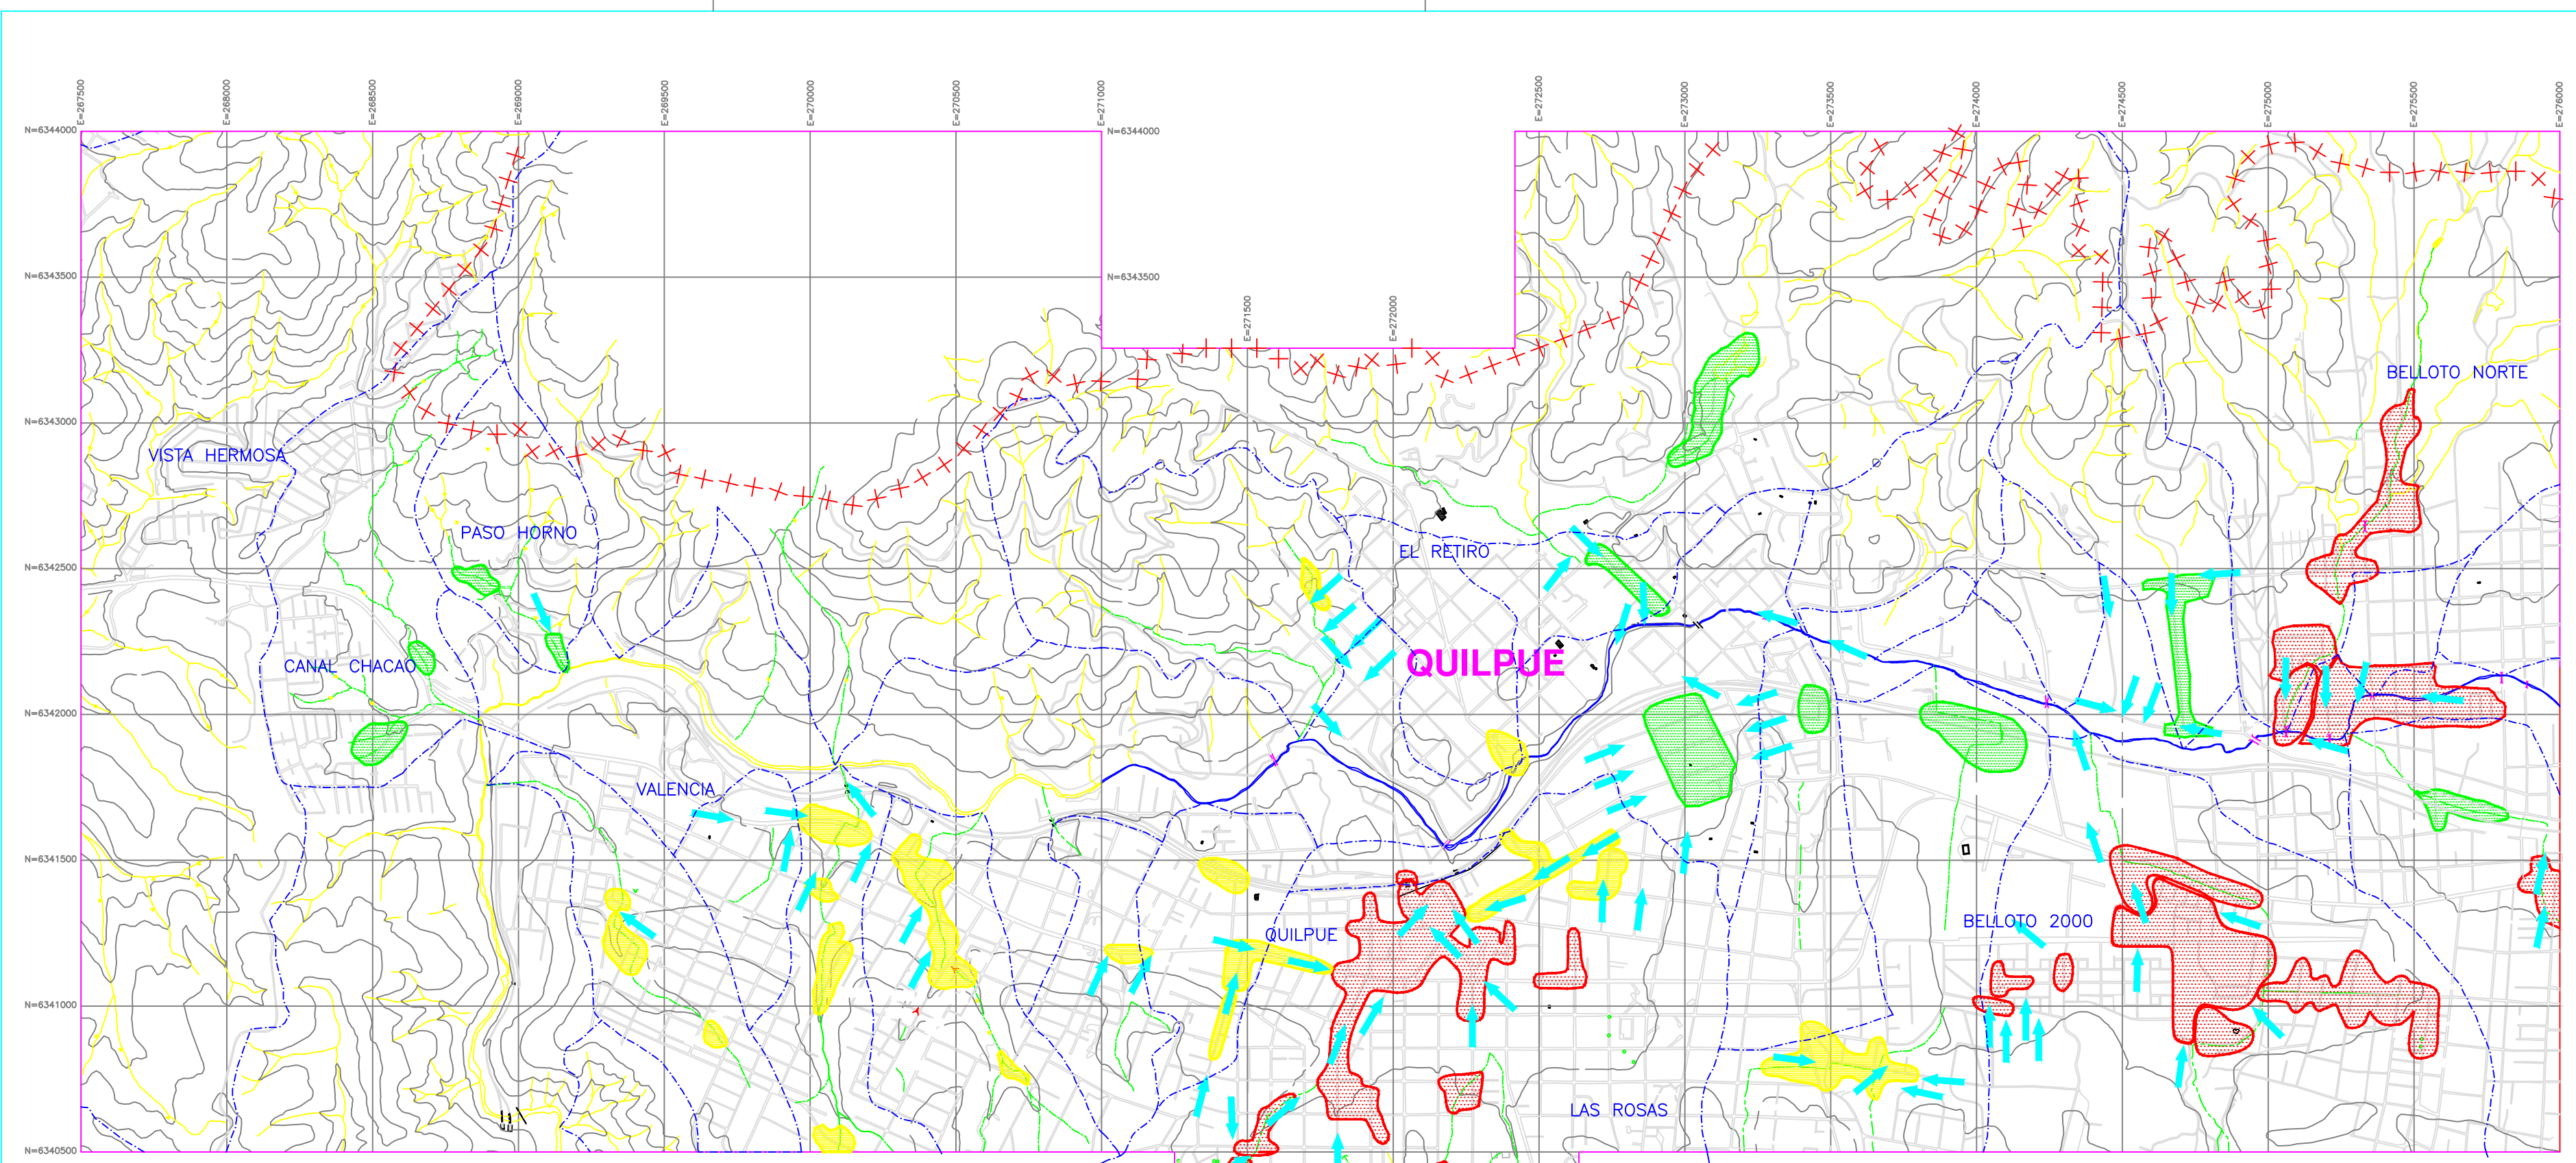 E=267500
E=268000
E=268500
E=269000
E=269500
E=270000
E=270500
E=271000
E=272500
E=273000
E=273500
E=274000
E=274500
E=275000
E=275500
E=276000
N=6344000
N=6344000
N=6343500
N=6343500
E=271500
E=272000
BELLOTO NORTE
N=6343000
VISTA HERMOSA
PASO HORNO
EL RETIRO
N=6342500
CANAL CHACAO
QUILPUE
N=6342000
VALENCIA
N=6341500
BELLOTO 2000
QUILPUE
N=6341000
LAS ROSAS
N=6340500